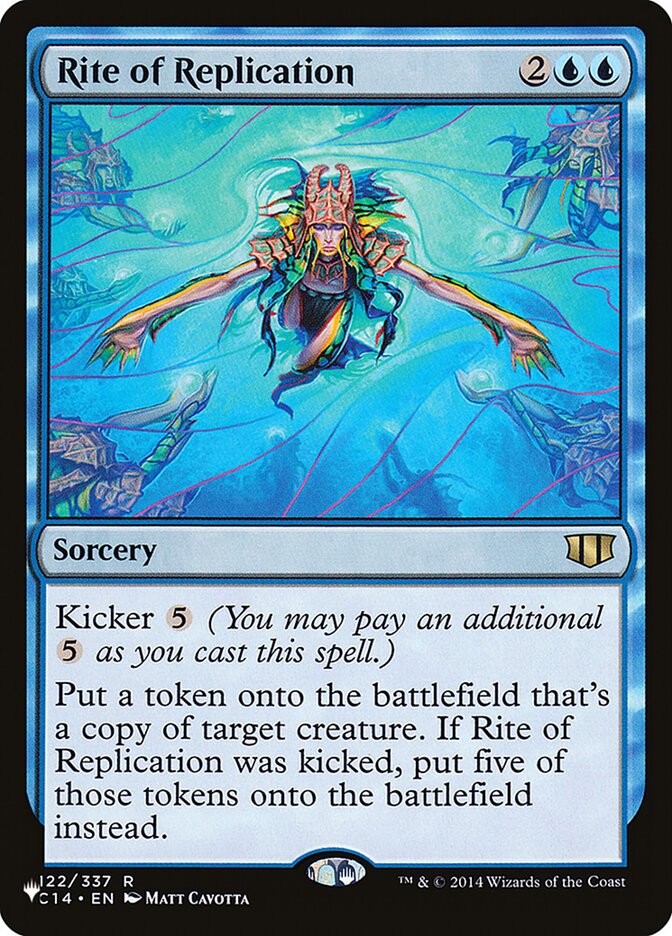 Rite of Replication 2
Sorcery
Kicker 5 (You may pay an additional
5 as you cast this spell.)
Put a token onto the battlefield that's
a copy of target creature. If Rite of
Replication was kicked, put five of
those tokens onto the battlefield
instead.
122/337 R
C14 • EN Matt Cavotta
™ & © 2014 Wizards of the Coast